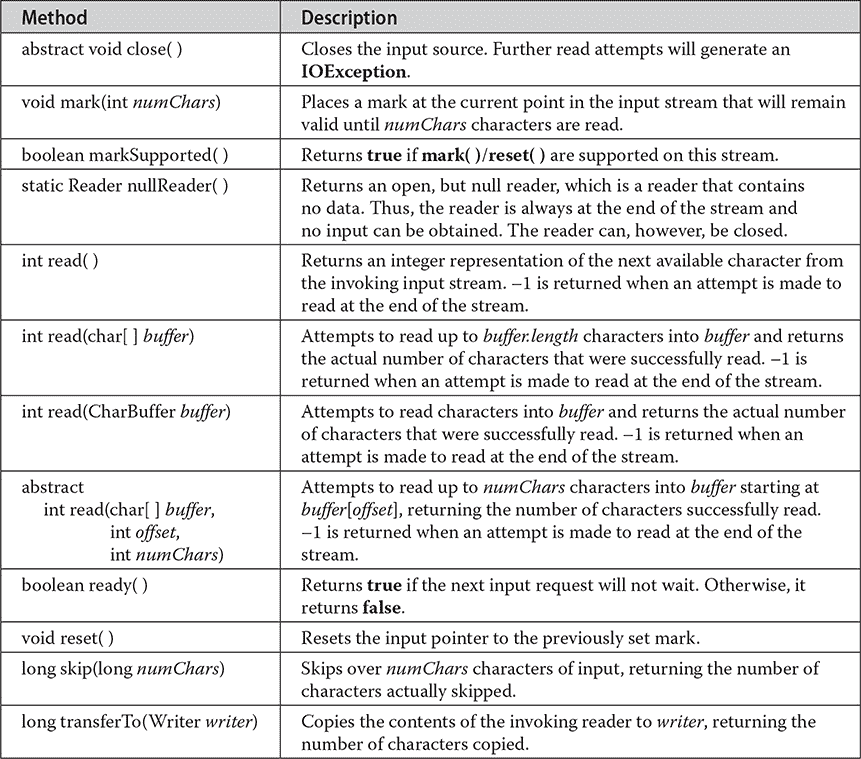 Method Description
abstract void close( ) Closes the input source. Further read attempts will generate an
IOException.
void mark(int numChars) Places a mark at the current point in the input stream that will remain
valid until numChars characters are read.
boolean markSupported( ) Returns true if mark( )/reset( ) are supported on this stream.
static Reader nullReader( ) Returns an open, but null reader, which is a reader that contains
no data. Thus, the reader is always at the end of the stream and
no input can be obtained. The reader can, however, be closed.
int read( ) Returns an integer representation of the next available character from
the invoking input stream. –1 is returned when an attempt is made to
read at the end of the stream.
int read(char[ ] buffer) Attempts to read up to buffer.length characters into buffer and returns
the actual number of characters that were successfully read. –1 is
returned when an attempt is made to read at the end of the stream.
int read(CharBuffer buffer) Attempts to read characters into buffer and returns the actual number
of characters that were successfully read. –1 is returned when an
attempt is made to read at the end of the stream.
abstract Attempts to read up to numChars characters into buffer starting at
int read(char[ ] buffer, buffer[offset], returning the number of characters successfully read.
int offset, –1 is returned when an attempt is made to read at the end of the
int numChars) stream.
boolean ready( ) Returns true if the next input request will not wait. Otherwise, it
returns false.
void reset( ) Resets the input pointer to the previously set mark.
long skip(long numChars) Skips over numChars characters of input, returning the number of
characters actually skipped.
long transferTo(Writer writer) Copies the contents of the invoking reader to writer, returning the
number of characters copied.